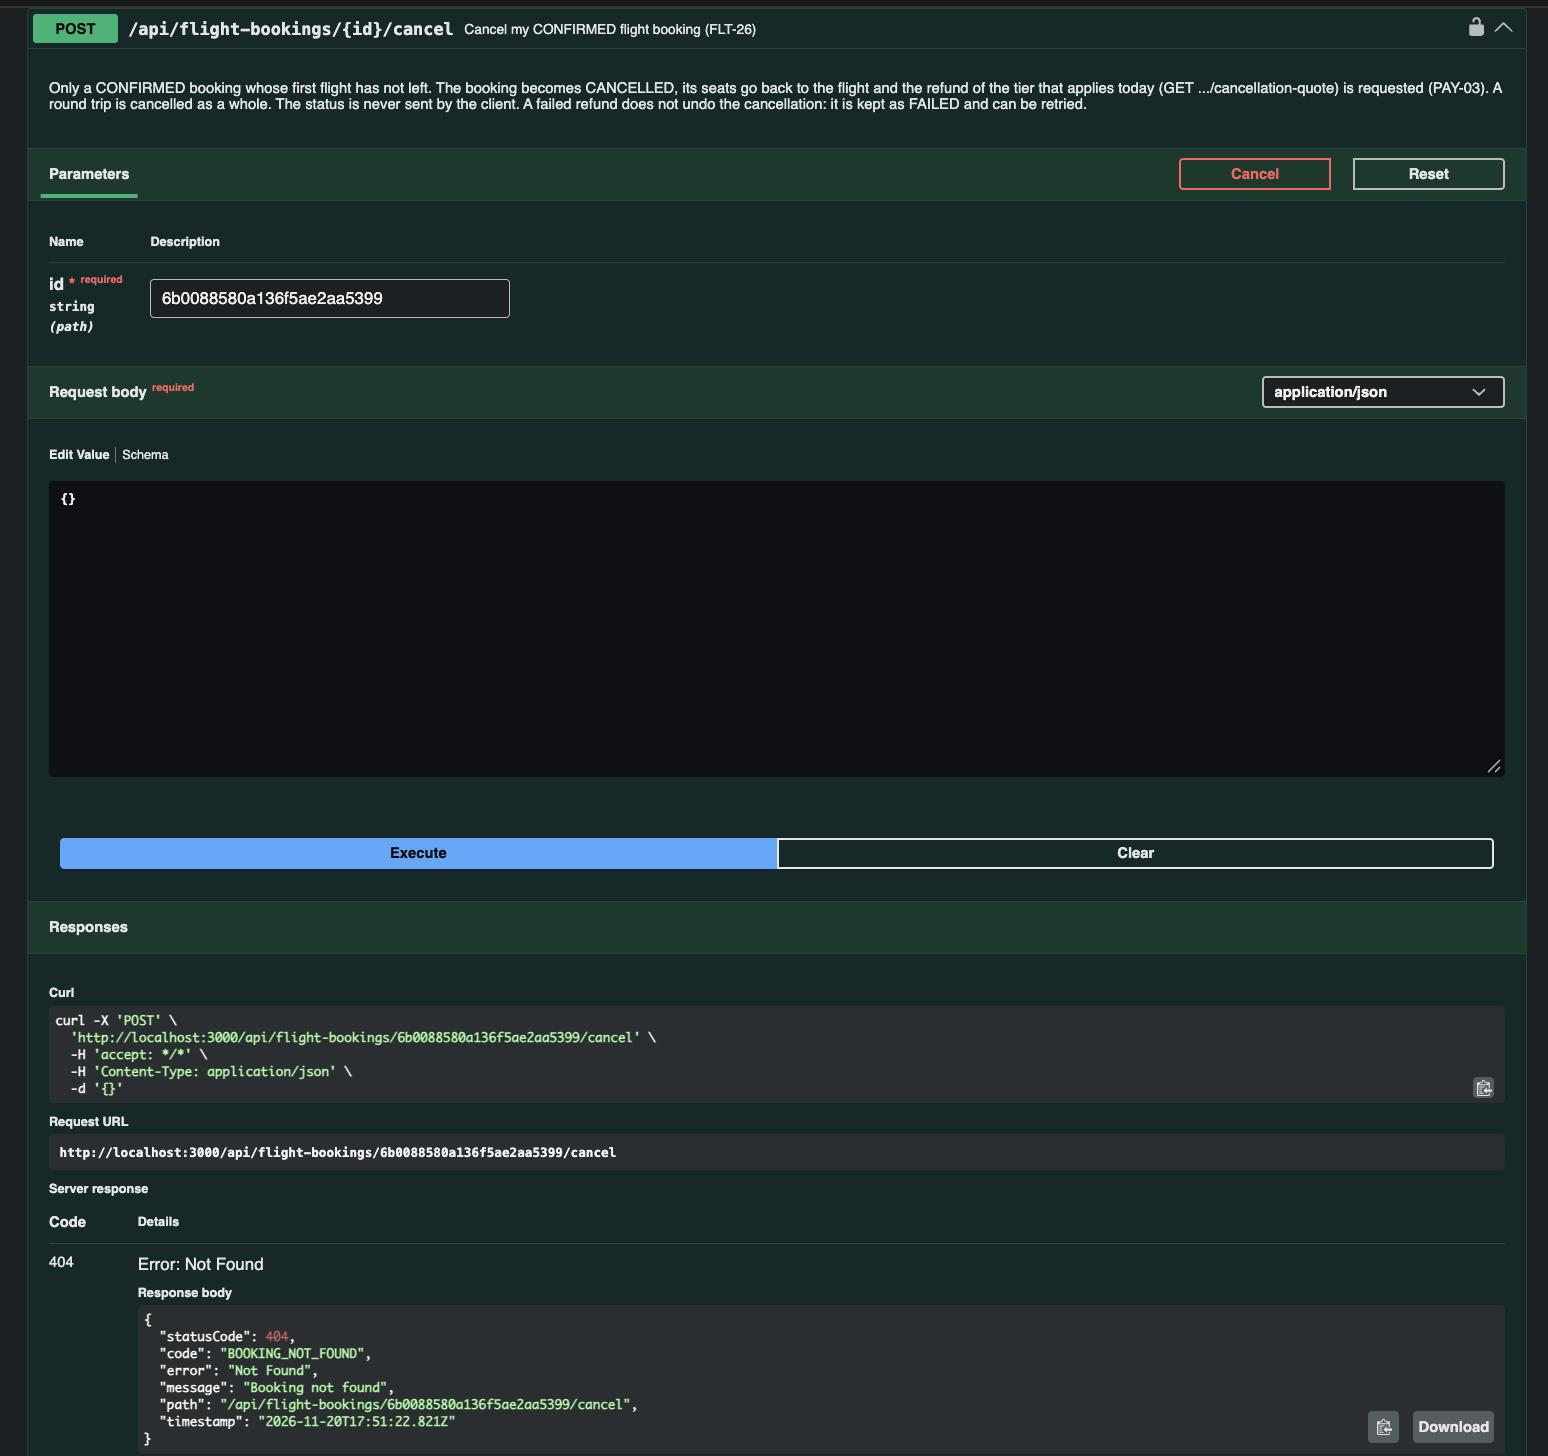 POST /api/flight-bookings/{id}/cancel Cancel my CONFIRMED flight booking (FLT-26)
Only a CONFIRMED booking whose first flight has not left. The booking becomes CANCELLED, its seats go back to the flight and the refund of the tier that applies today (GET .../cancellation-quote) is requested (PAY-03). A
round trip is cancelled as a whole. The status is never sent by the client. A failed refund does not undo the cancellation: it is kept as FAILED and can be retried.
Parameters Cancel Reset
Name Description
id * required
string
(path)
6b0088580a136f5ae2aa5399
Request body required application/json
Edit Value Schema
{}
Execute Clear
Responses
Curl
curl -X 'POST' \
  'http://localhost:3000/api/flight-bookings/6b0088580a136f5ae2aa5399/cancel' \
  -H 'accept: */*' \
  -H 'Content-Type: application/json' \
  -d '{}'
Request URL
http://localhost:3000/api/flight-bookings/6b0088580a136f5ae2aa5399/cancel
Server response
Code Details
404 Error: Not Found
Response body
{
  "statusCode": 404,
  "code": "BOOKING_NOT_FOUND",
  "error": "Not Found",
  "message": "Booking not found",
  "path": "/api/flight-bookings/6b0088580a136f5ae2aa5399/cancel",
  "timestamp": "2026-11-20T17:51:22.821Z"
}
Download